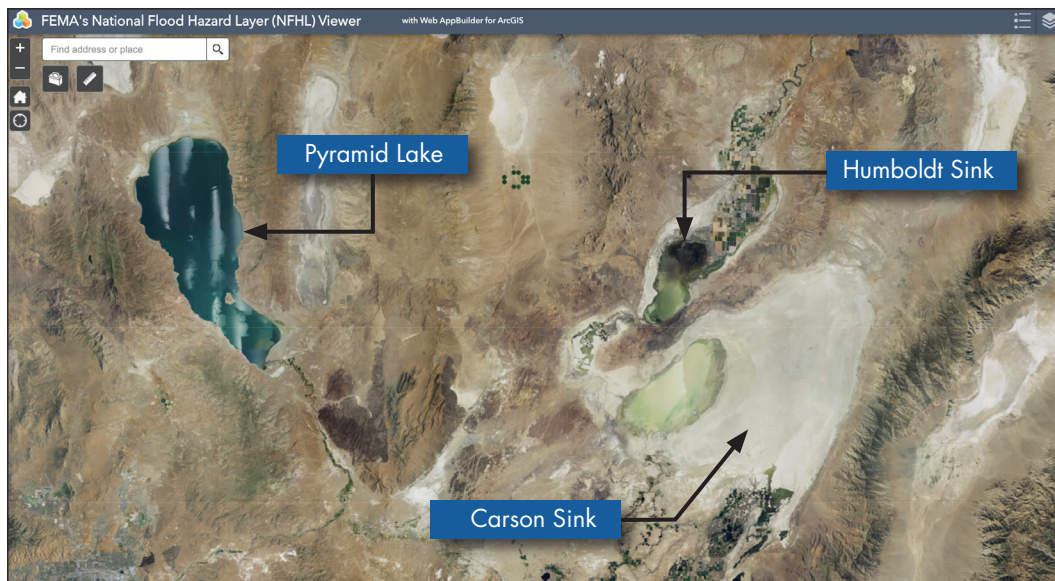 FEMA's National Flood Hazard Layer (NFHL) Viewer
with Web AppBuilder for ArcGIS
+
Find address or place
−
Pyramid Lake
Humboldt Sink
Carson Sink